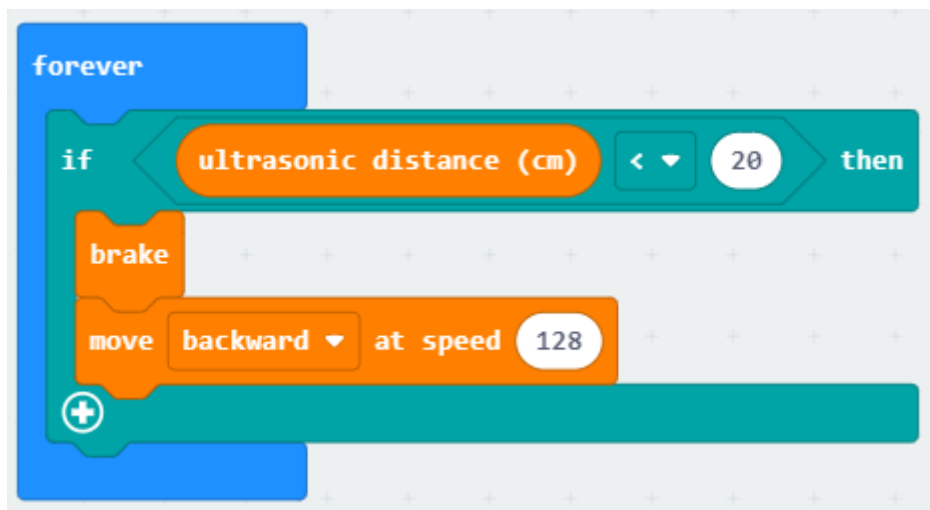 forever
if ultrasonic distance (cm) < 20 then
brake
move backward at speed 128